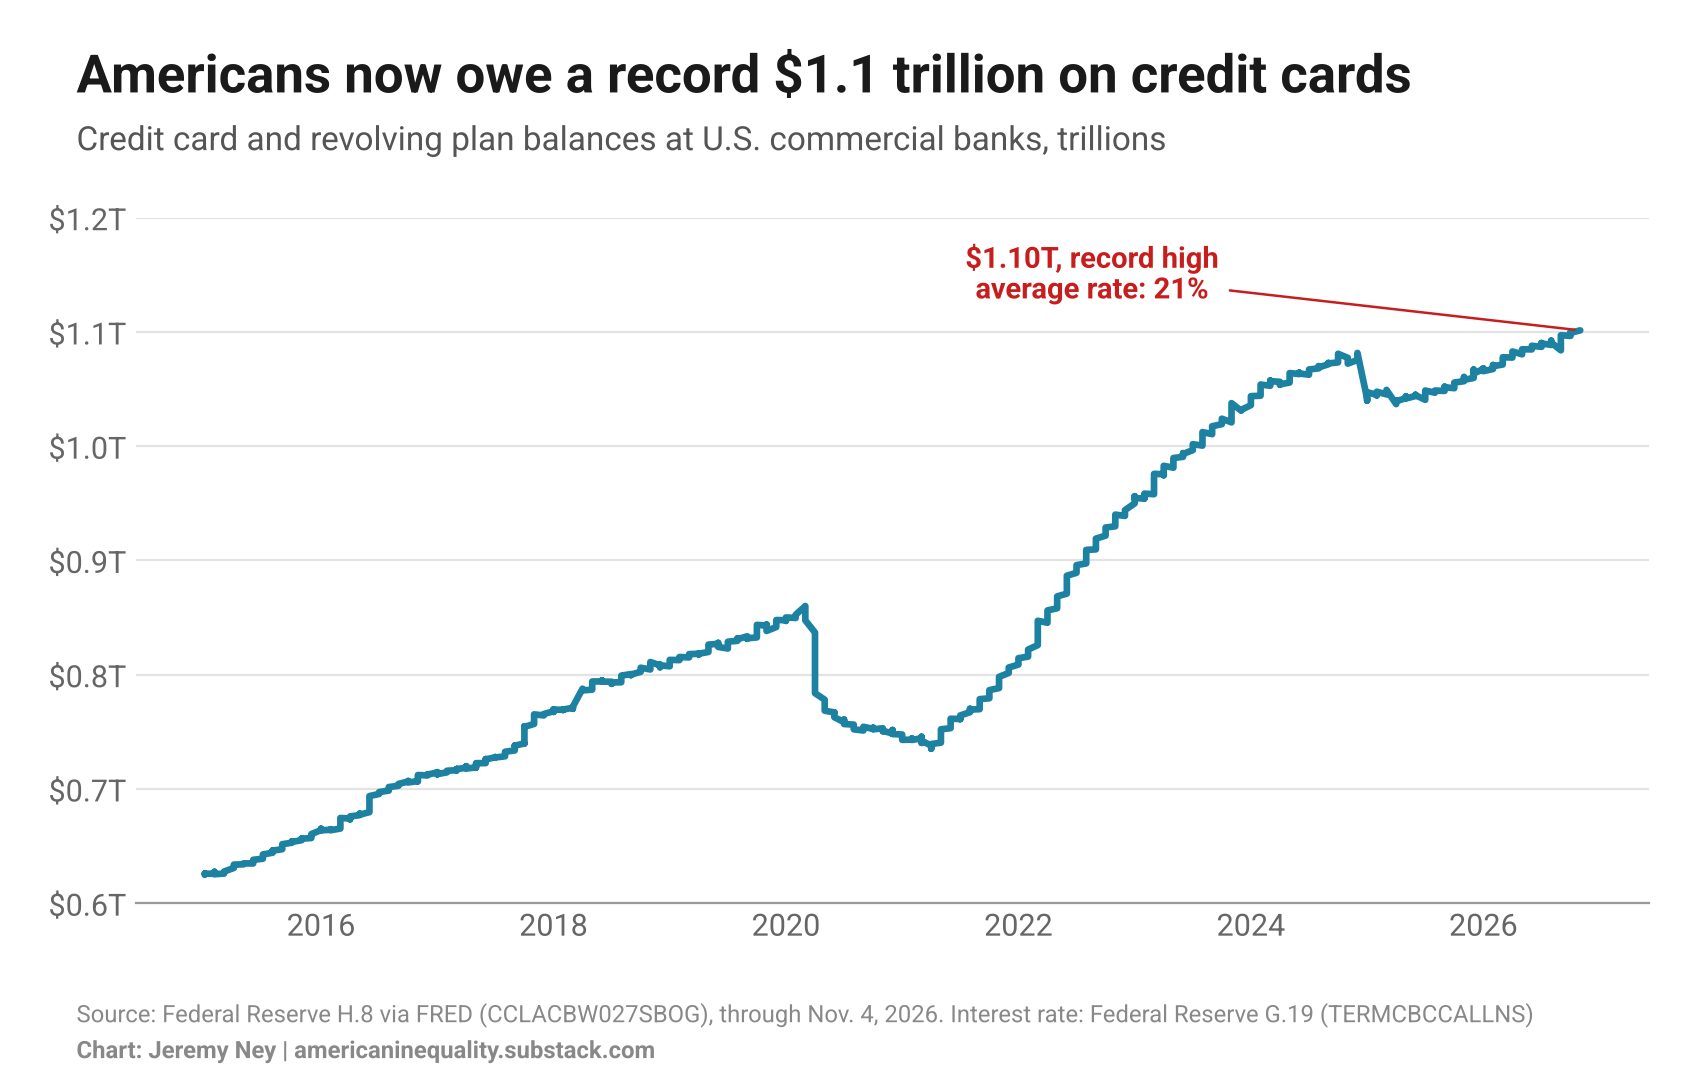 Americans now owe a record $1.1 trillion on credit cards
Credit card and revolving plan balances at U.S. commercial banks, trillions
$1.2T
$1.10T, record high
average rate: 21%
$1.1T
$1.0T
$0.9T
$0.8T
$0.7T
$0.6T
2016 2018 2020 2022 2024 2026
Source: Federal Reserve H.8 via FRED (CCLACBW027SBOG), through Nov. 4, 2026. Interest rate: Federal Reserve G.19 (TERMCBCCALLNS)
Chart: Jeremy Ney | americaninequality.substack.com